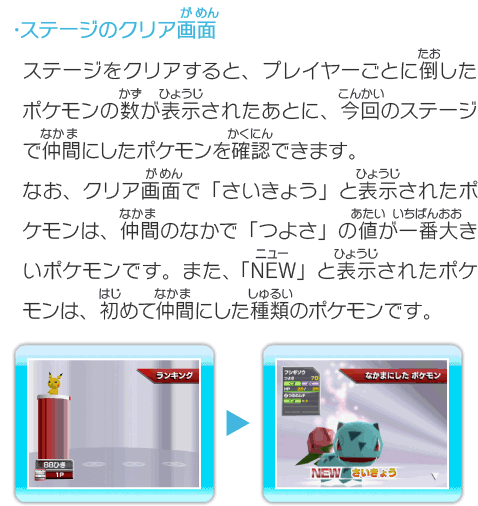 ・ステージのクリア画面
ステージをクリアすると、プレイヤーごとに倒した
ポケモンの数が表示されたあとに、今回のステージ
で仲間にしたポケモンを確認できます。
なお、クリア画面で「さいきょう」と表示されたポ
ケモンは、仲間のなかで「つよさ」の値が一番大き
いポケモンです。また、「NEW」と表示されたポケ
モンは、初めて仲間にした種類のポケモンです。
ランキング
88ひき
1P
なかまにした ポケモン
フシギソウ
つよさ 70
HP
NEW さいきょう